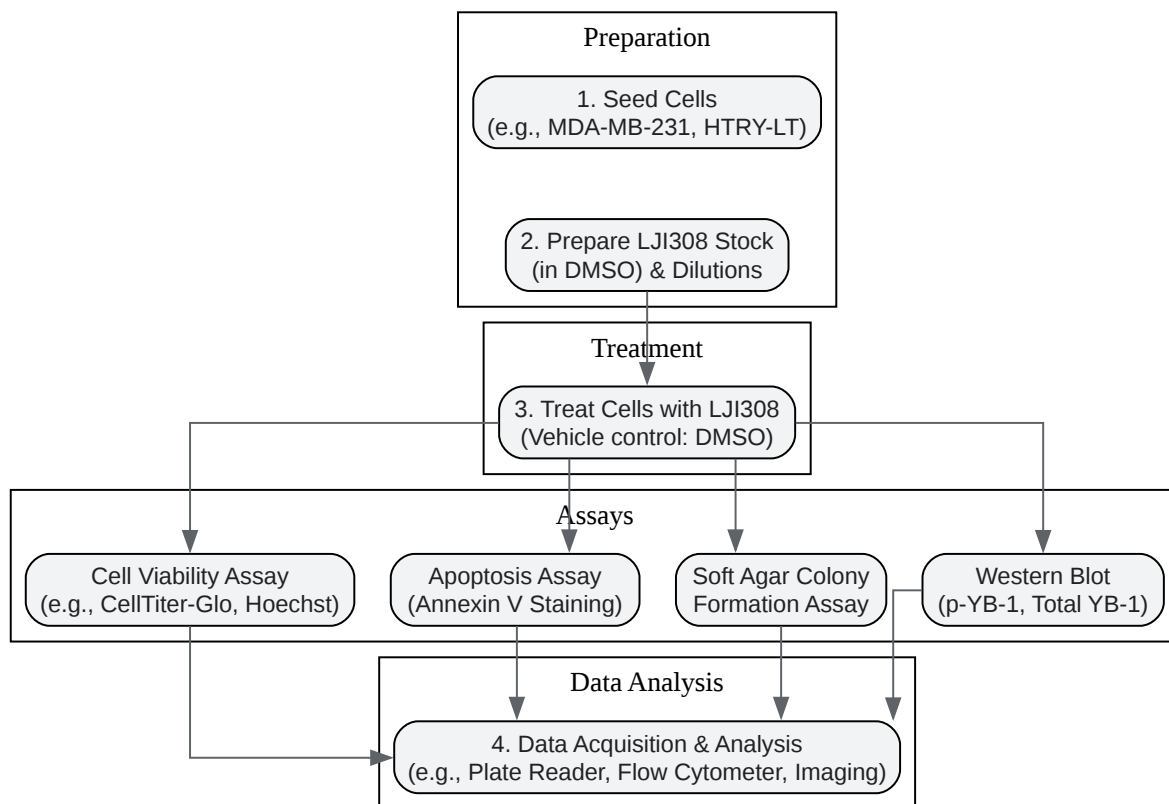 Preparation
1. Seed Cells
(e.g., MDA-MB-231, HTRY-LT)
2. Prepare LJI308 Stock
(in DMSO) & Dilutions
Treatment
3. Treat Cells with LJI308
(Vehicle control: DMSO)
Assays
Cell Viability Assay
(e.g., CellTiter-Glo, Hoechst)
Apoptosis Assay
(Annexin V Staining)
Soft Agar Colony
Formation Assay
Western Blot
(p-YB-1, Total YB-1)
Data Analysis
4. Data Acquisition & Analysis
(e.g., Plate Reader, Flow Cytometer, Imaging)